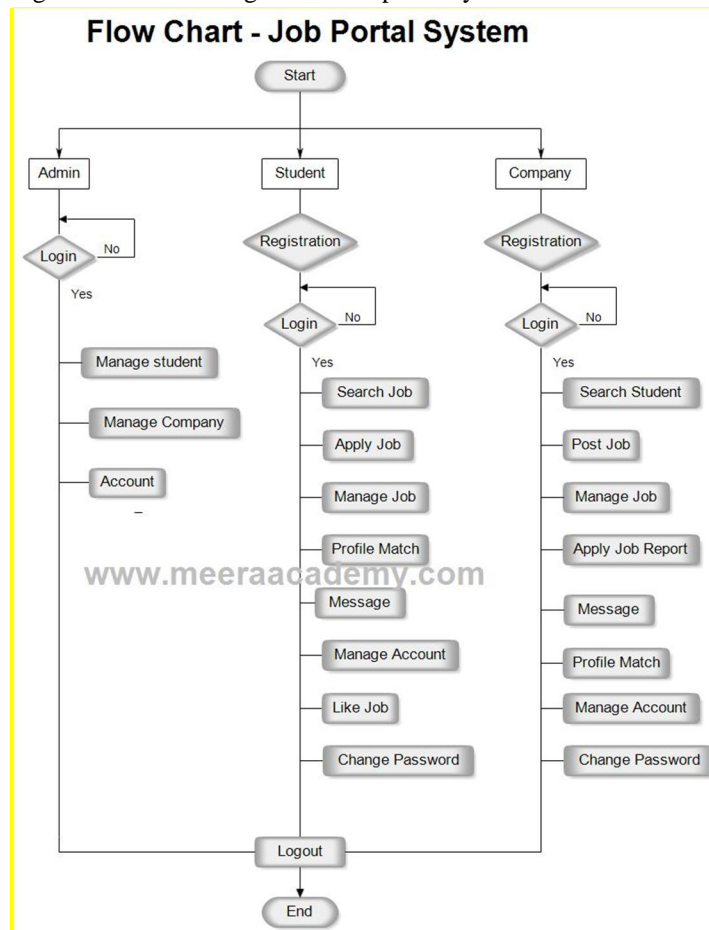 Flow Chart - Job Portal System
Start
Admin
Student
Company
Login
No
Yes
Manage student
Manage Company
Account
Registration
Login
No
Yes
Search Job
Apply Job
Manage Job
Profile Match
Message
Manage Account
Like Job
Change Password
Registration
Login
No
Yes
Search Student
Post Job
Manage Job
Apply Job Report
Message
Profile Match
Manage Account
Change Password
www.meeraacademy.com
Logout
End